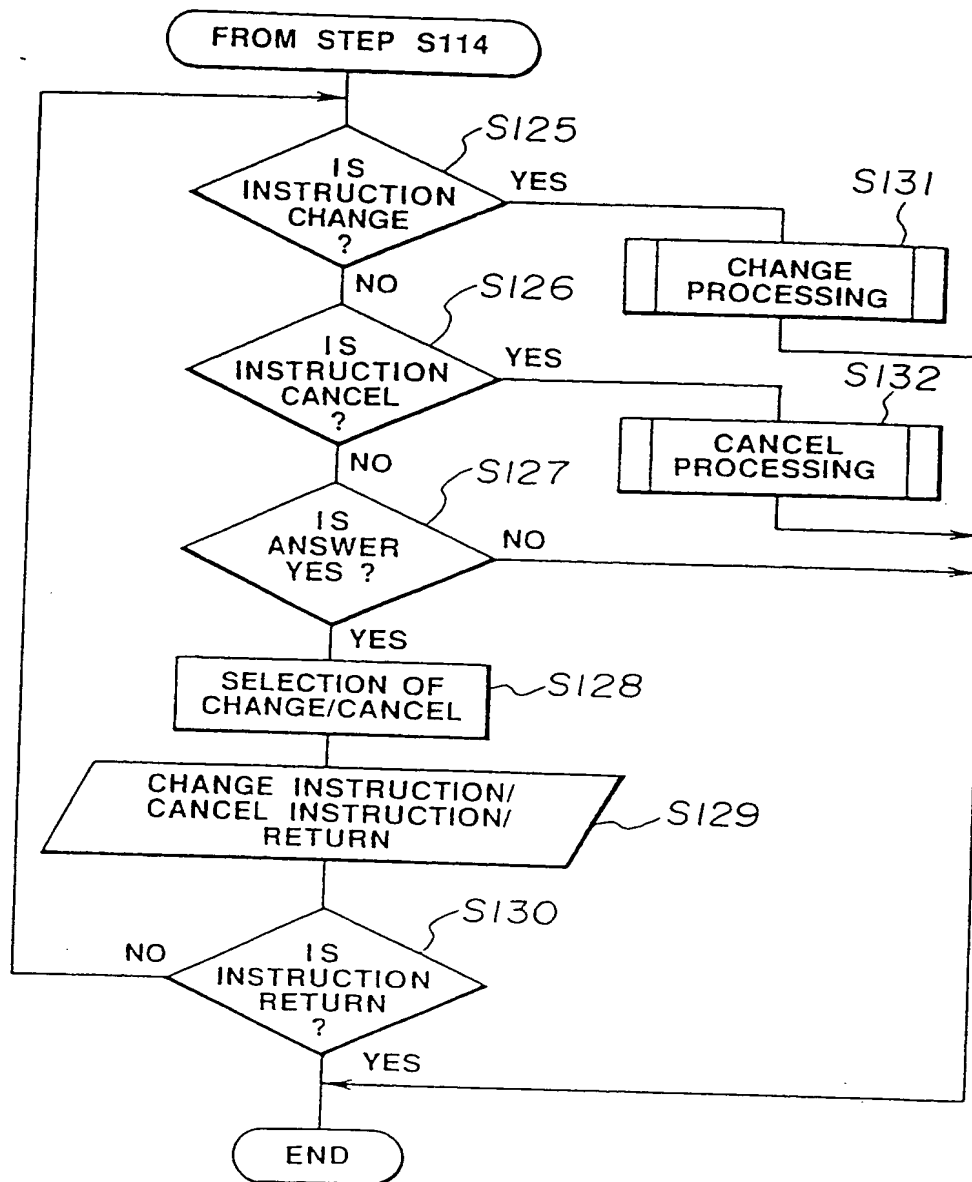 FROM STEP S114
S125
IS
INSTRUCTION
CHANGE
?
YES
NO
S131
CHANGE
PROCESSING
S126
IS
INSTRUCTION
CANCEL
?
YES
NO
S132
CANCEL
PROCESSING
S127
IS
ANSWER
YES ?
NO
YES
SELECTION OF
CHANGE/CANCEL
S128
CHANGE INSTRUCTION/
CANCEL INSTRUCTION/
RETURN
S129
S130
IS
INSTRUCTION
RETURN
?
NO
YES
END